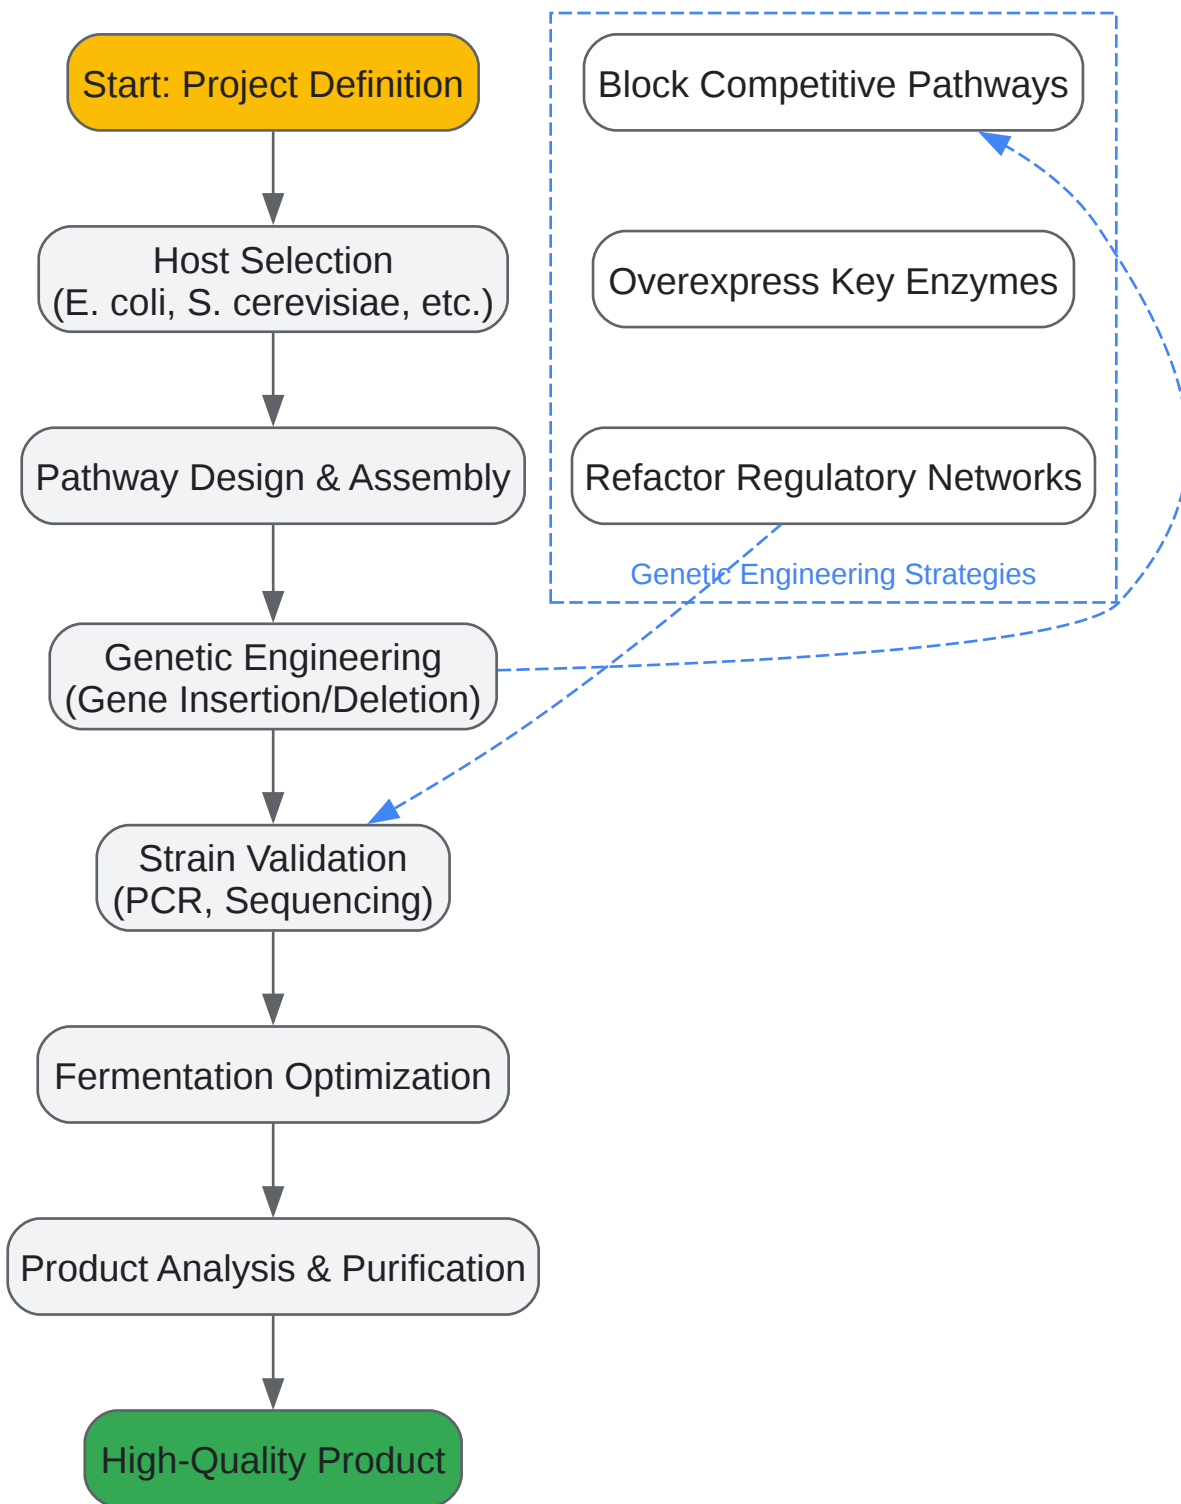 Start: Project Definition
Host Selection
(E. coli, S. cerevisiae, etc.)
Pathway Design & Assembly
Genetic Engineering
(Gene Insertion/Deletion)
Strain Validation
(PCR, Sequencing)
Fermentation Optimization
Product Analysis & Purification
High-Quality Product
Block Competitive Pathways
Overexpress Key Enzymes
Refactor Regulatory Networks
Genetic Engineering Strategies